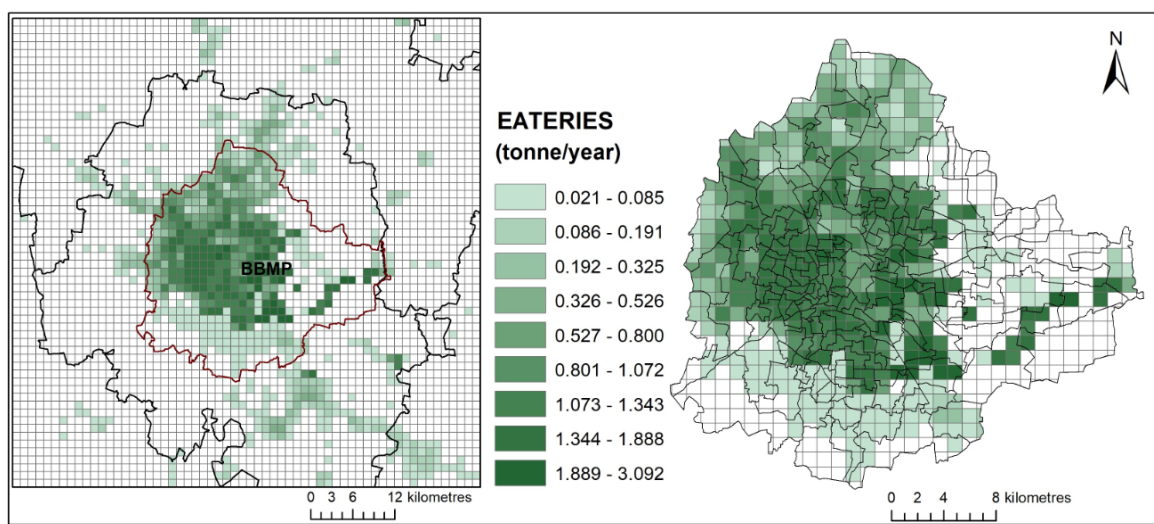 BBMP
0 3 6 12 kilometres
EATERIES
(tonne/year)
0.021 - 0.085
0.086 - 0.191
0.192 - 0.325
0.326 - 0.526
0.527 - 0.800
0.801 - 1.072
1.073 - 1.343
1.344 - 1.888
1.889 - 3.092
N
0 2 4 8 kilometres